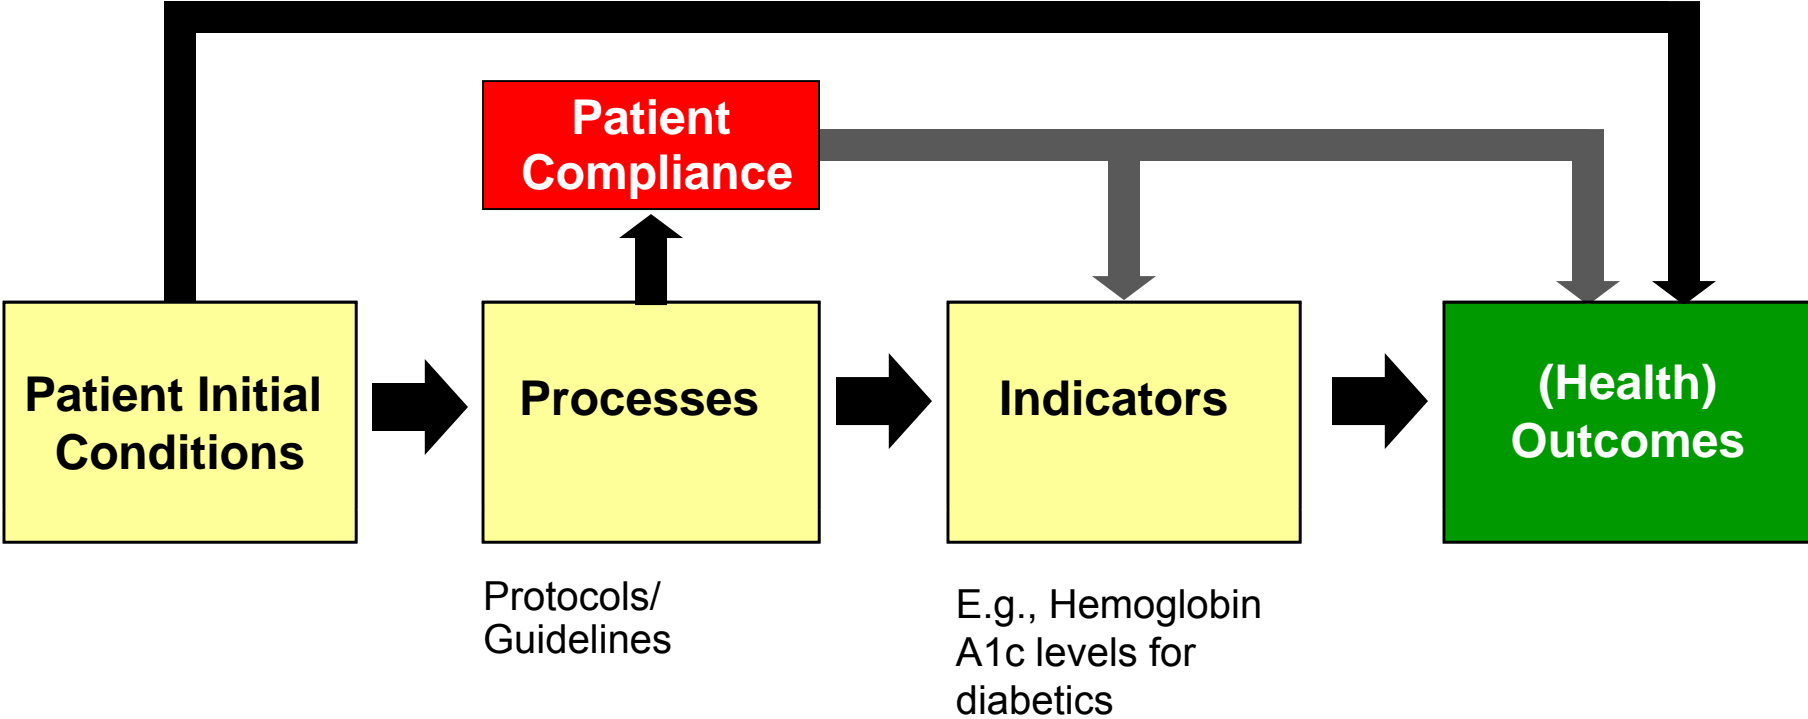 Patient
Compliance
Patient Initial
Conditions
Processes
Indicators
(Health)
Outcomes
Protocols/
Guidelines
E.g., Hemoglobin
A1c levels for
diabetics